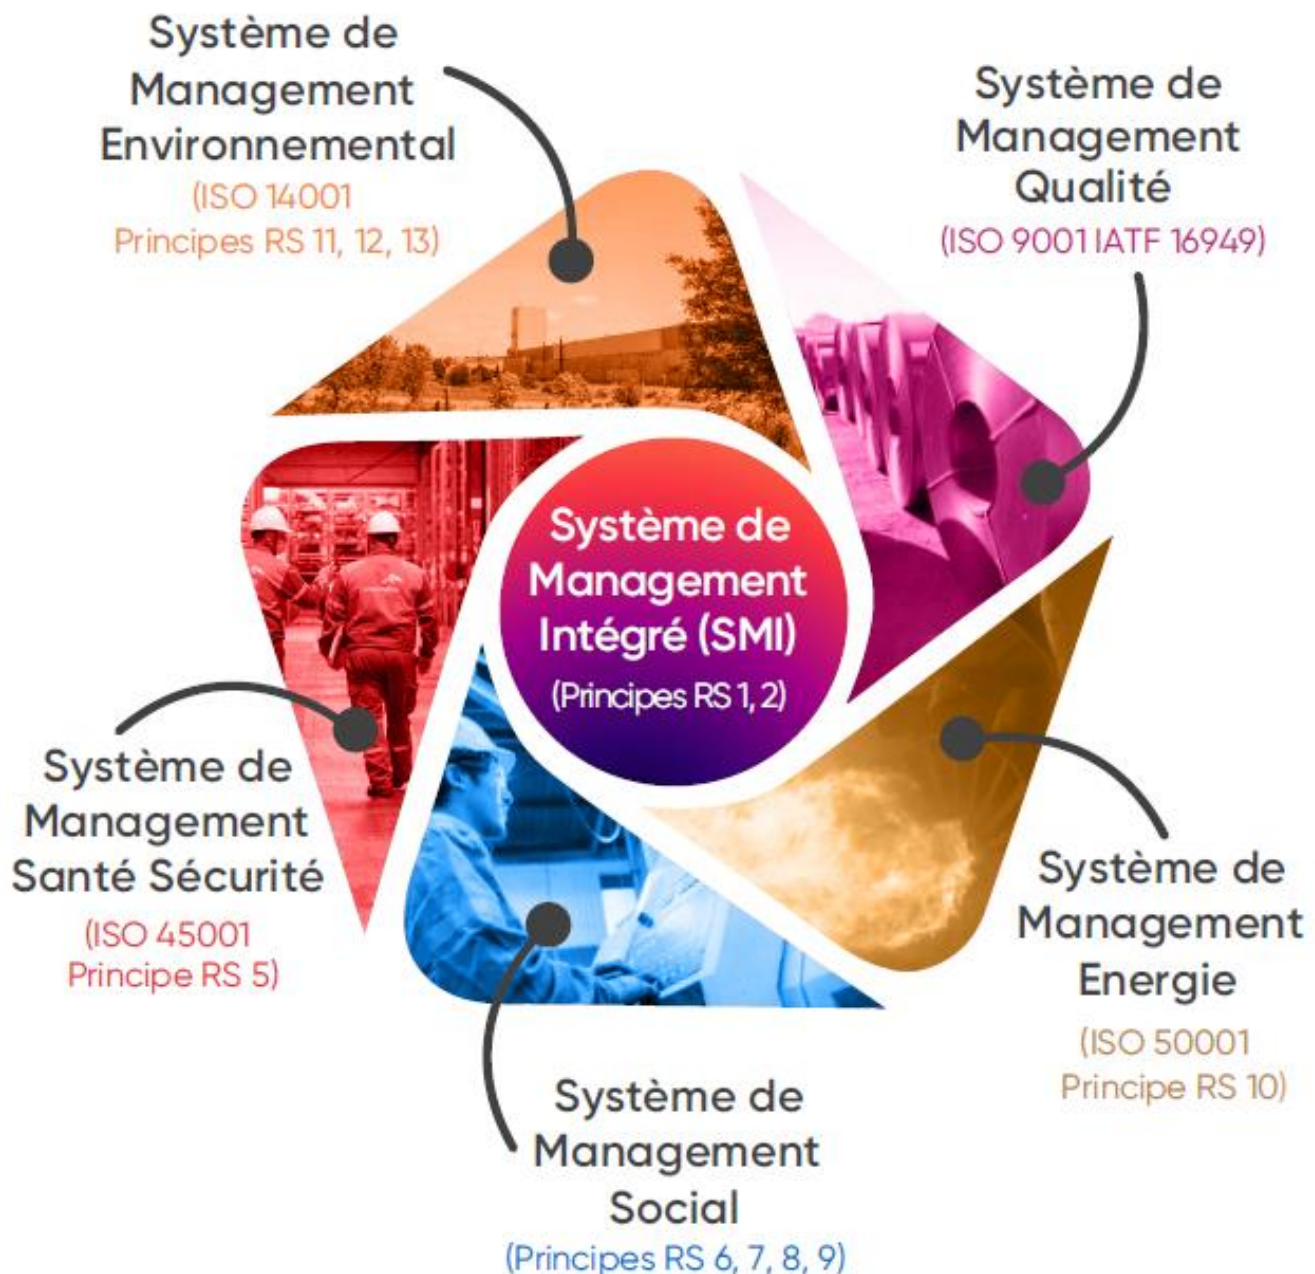 Système de
Management
Environnemental
(ISO 14001
Principes RS 11, 12, 13)
Système de
Management
Qualité
(ISO 9001 IATF 16949)
Système de
Management
Intégré (SMI)
(Principes RS 1, 2)
Système de
Management
Santé Sécurité
(ISO 45001
Principe RS 5)
Système de
Management
Energie
(ISO 50001
Principe RS 10)
Système de
Management
Social
(Principes RS 6, 7, 8, 9)